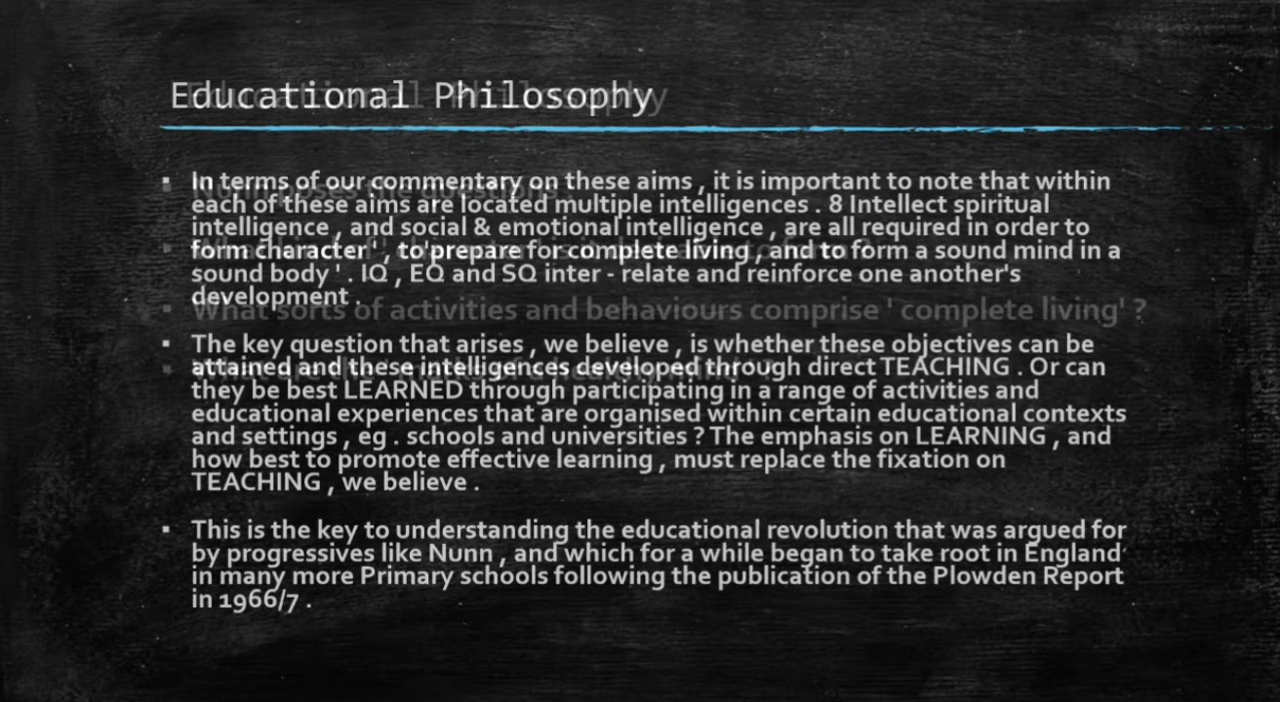 Educational Philosophy
▪ In terms of our commentary on these aims , it is important to note that within
each of these aims are located multiple intelligences . 8 Intellect spiritual
intelligence , and social & emotional intelligence , are all required in order to
form character ' , to'prepare for complete living , and to form a sound mind in a
sound body ' . IQ , EQ and SQ inter - relate and reinforce one another's
development .
▪ What sorts of activities and behaviours comprise ' complete living' ?
▪ The key question that arises , we believe , is whether these objectives can be
attained and these intelligences developed through direct TEACHING . Or can
they be best LEARNED through participating in a range of activities and
educational experiences that are organised within certain educational contexts
and settings , eg . schools and universities ? The emphasis on LEARNING , and
how best to promote effective learning , must replace the fixation on
TEACHING , we believe .
▪ This is the key to understanding the educational revolution that was argued for
by progressives like Nunn , and which for a while began to take root in England
in many more Primary schools following the publication of the Plowden Report
in 1966/7 .